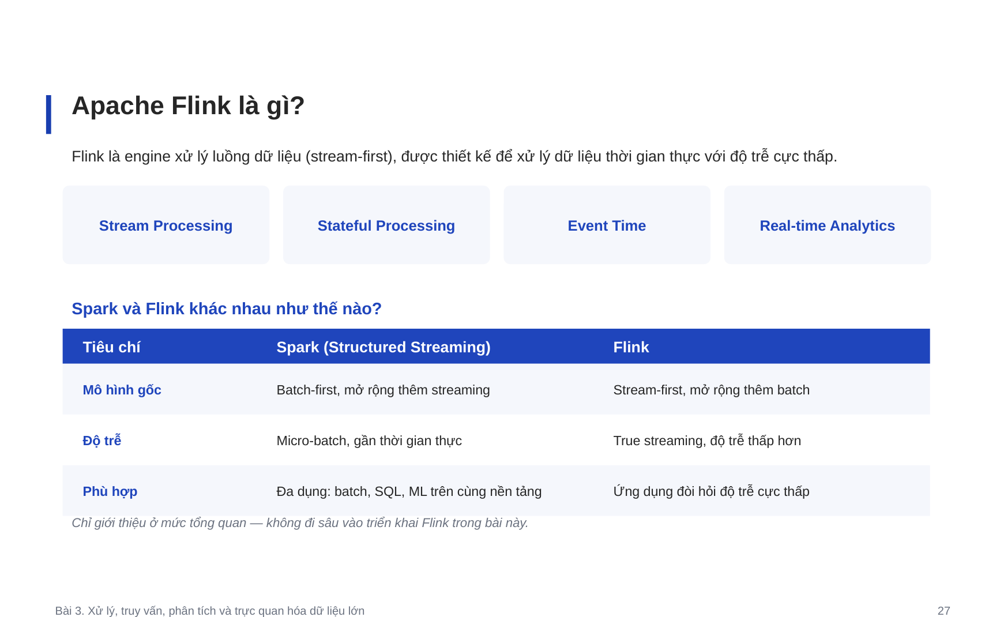 Apache Flink là gì?
Flink là engine xử lý luồng dữ liệu (stream-first), được thiết kế để xử lý dữ liệu thời gian thực với độ trễ cực thấp.
Stream Processing
Stateful Processing
Event Time
Real-time Analytics
Spark và Flink khác nhau như thế nào?
Tiêu chí Spark (Structured Streaming) Flink
Mô hình gốc Batch-first, mở rộng thêm streaming Stream-first, mở rộng thêm batch
Độ trễ Micro-batch, gần thời gian thực True streaming, độ trễ thấp hơn
Phù hợp Đa dụng: batch, SQL, ML trên cùng nền tảng Ứng dụng đòi hỏi độ trễ cực thấp
Chỉ giới thiệu ở mức tổng quan — không đi sâu vào triển khai Flink trong bài này.
Bài 3. Xử lý, truy vấn, phân tích và trực quan hóa dữ liệu lớn 27